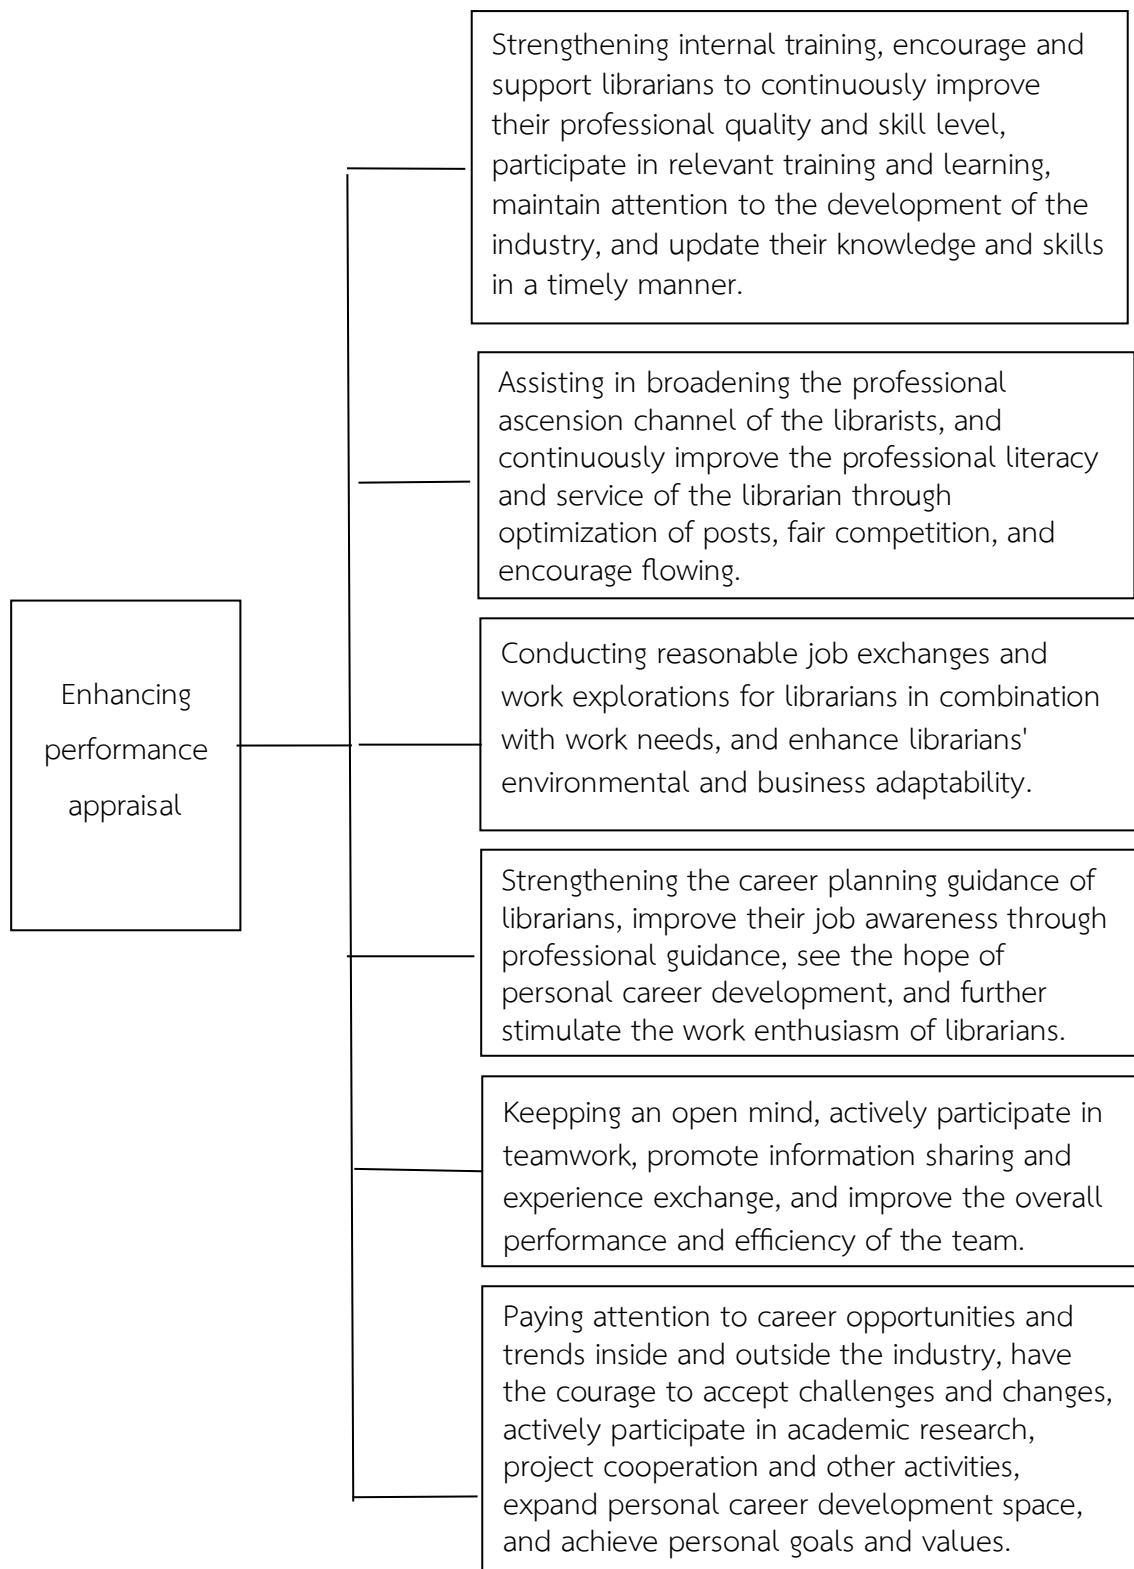 Strengthening internal training, encourage and
support librarians to continuously improve
their professional quality and skill level,
participate in relevant training and learning,
maintain attention to the development of the
industry, and update their knowledge and skills
in a timely manner.
Assisting in broadening the professional
ascension channel of the librarists, and
continuously improve the professional literacy
and service of the librarian through
optimization of posts, fair competition, and
encourage flowing.
Enhancing
performance
appraisal
Conducting reasonable job exchanges and
work explorations for librarians in combination
with work needs, and enhance librarians'
environmental and business adaptability.
Strengthening the career planning guidance of
librarians, improve their job awareness through
professional guidance, see the hope of
personal career development, and further
stimulate the work enthusiasm of librarians.
Keepping an open mind, actively participate in
teamwork, promote information sharing and
experience exchange, and improve the overall
performance and efficiency of the team.
Paying attention to career opportunities and
trends inside and outside the industry, have
the courage to accept challenges and changes,
actively participate in academic research,
project cooperation and other activities,
expand personal career development space,
and achieve personal goals and values.